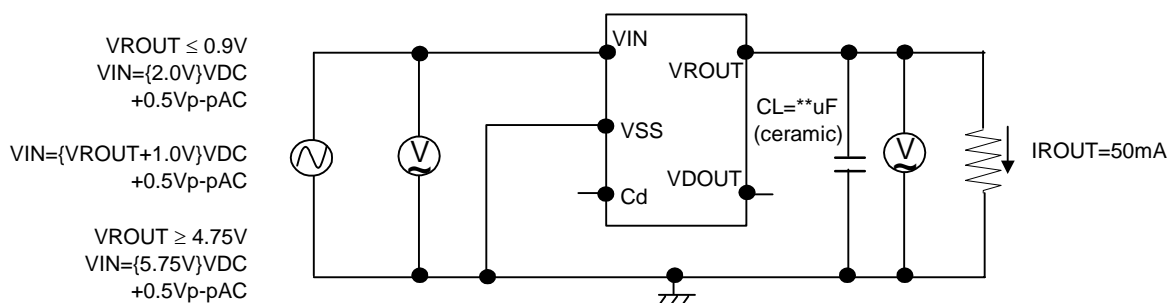 VROUT ≤ 0.9V
VIN={2.0V}VDC
+0.5Vp-pAC
VIN={VROUT+1.0V}VDC
+0.5Vp-pAC
VROUT ≥ 4.75V
VIN={5.75V}VDC
+0.5Vp-pAC
V
VIN
VROUT
VSS
Cd
VDOUT
CL=**uF
(ceramic)
V
IROUT=50mA